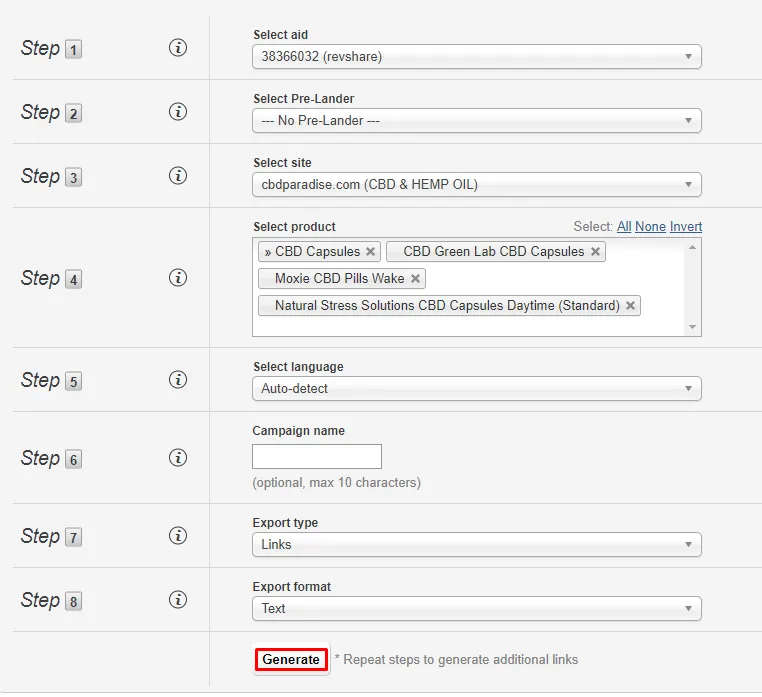 Step 1
Select aid
38366032 (revshare)
Step 2
Select Pre-Lander
--- No Pre-Lander ---
Step 3
Select site
cbdparadise.com (CBD & HEMP OIL)
Step 4
Select product
Select: All None Invert
» CBD Capsules CBD Green Lab CBD Capsules
Moxie CBD Pills Wake
Natural Stress Solutions CBD Capsules Daytime (Standard)
Step 5
Select language
Auto-detect
Step 6
Campaign name
(optional, max 10 characters)
Step 7
Export type
Links
Step 8
Export format
Text
Generate * Repeat steps to generate additional links